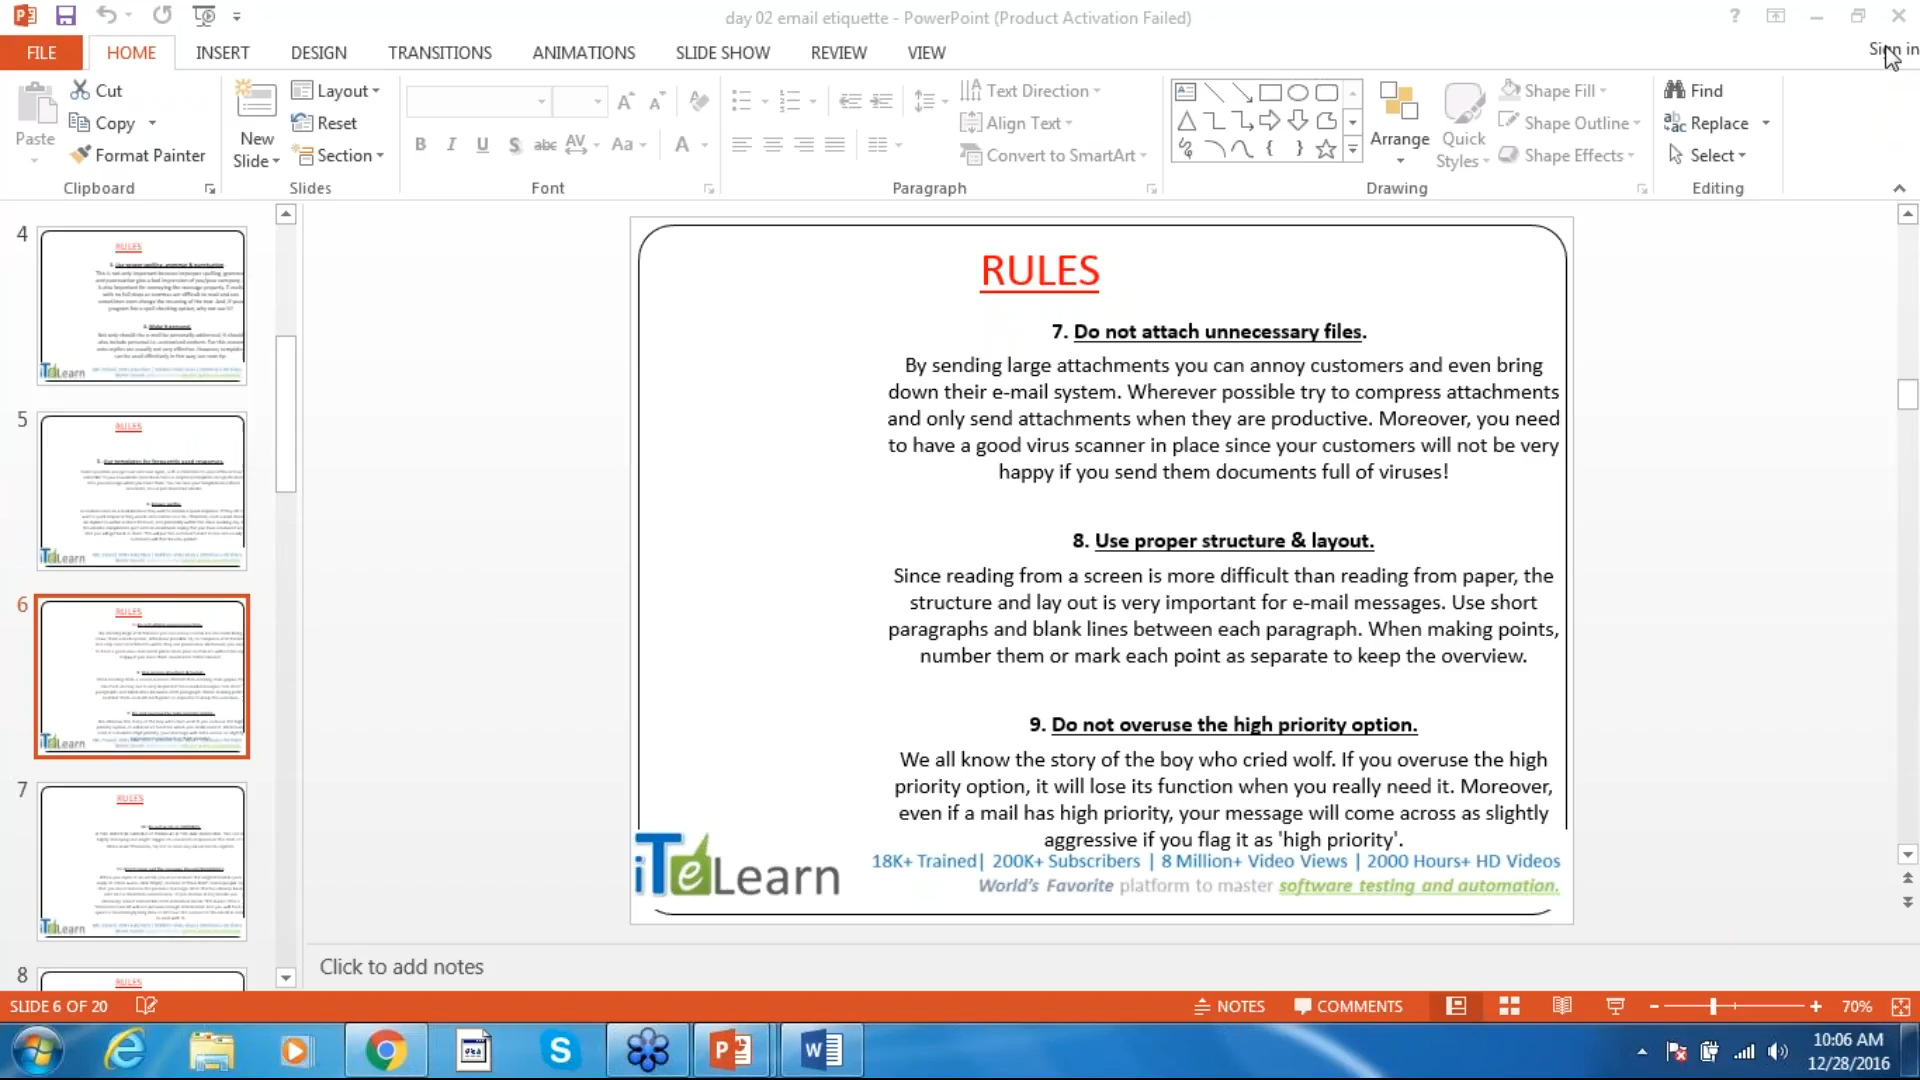 day 02 email etiquette - PowerPoint (Product Activation Failed)
FILE HOME INSERT DESIGN TRANSITIONS ANIMATIONS SLIDE SHOW REVIEW VIEW
Sign in
Paste
Cut
Copy
Format Painter
Clipboard
New Slide
Layout
Reset
Section
Slides
Font
Text Direction
Align Text
Convert to SmartArt
Paragraph
Arrange
Quick Styles
Shape Fill
Shape Outline
Shape Effects
Drawing
Find
Replace
Select
Editing
4
RULES
5
RULES
6
RULES
7
RULES
8
RULES
RULES
7. Do not attach unnecessary files.
By sending large attachments you can annoy customers and even bring
down their e-mail system. Wherever possible try to compress attachments
and only send attachments when they are productive. Moreover, you need
to have a good virus scanner in place since your customers will not be very
happy if you send them documents full of viruses!
8. Use proper structure & layout.
Since reading from a screen is more difficult than reading from paper, the
structure and lay out is very important for e-mail messages. Use short
paragraphs and blank lines between each paragraph. When making points,
number them or mark each point as separate to keep the overview.
9. Do not overuse the high priority option.
We all know the story of the boy who cried wolf. If you overuse the high
priority option, it will lose its function when you really need it. Moreover,
even if a mail has high priority, your message will come across as slightly
aggressive if you flag it as 'high priority'.
iTeLearn
18K+ Trained| 200K+ Subscribers | 8 Million+ Video Views | 2000 Hours+ HD Videos
World's Favorite platform to master software testing and automation.
Click to add notes
SLIDE 6 OF 20
NOTES
COMMENTS
70%
10:06 AM
12/28/2016